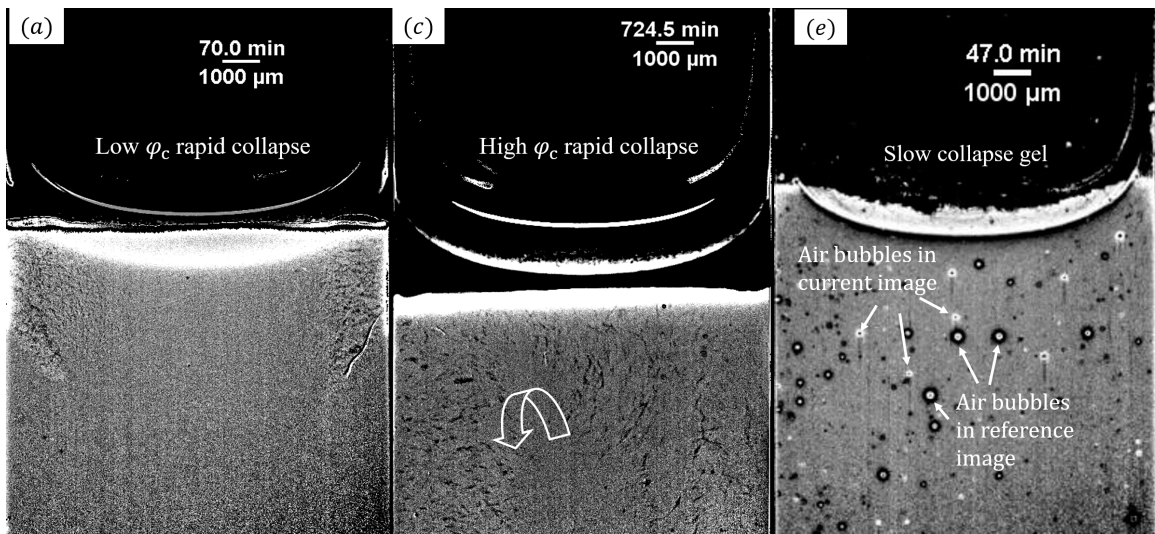 (a)
70.0 min
1000 μm
Low φc rapid collapse
(c)
724.5 min
1000 μm
High φc rapid collapse
(e)
47.0 min
1000 μm
Slow collapse gel
Air bubbles in
current image
Air bubbles
in reference
image